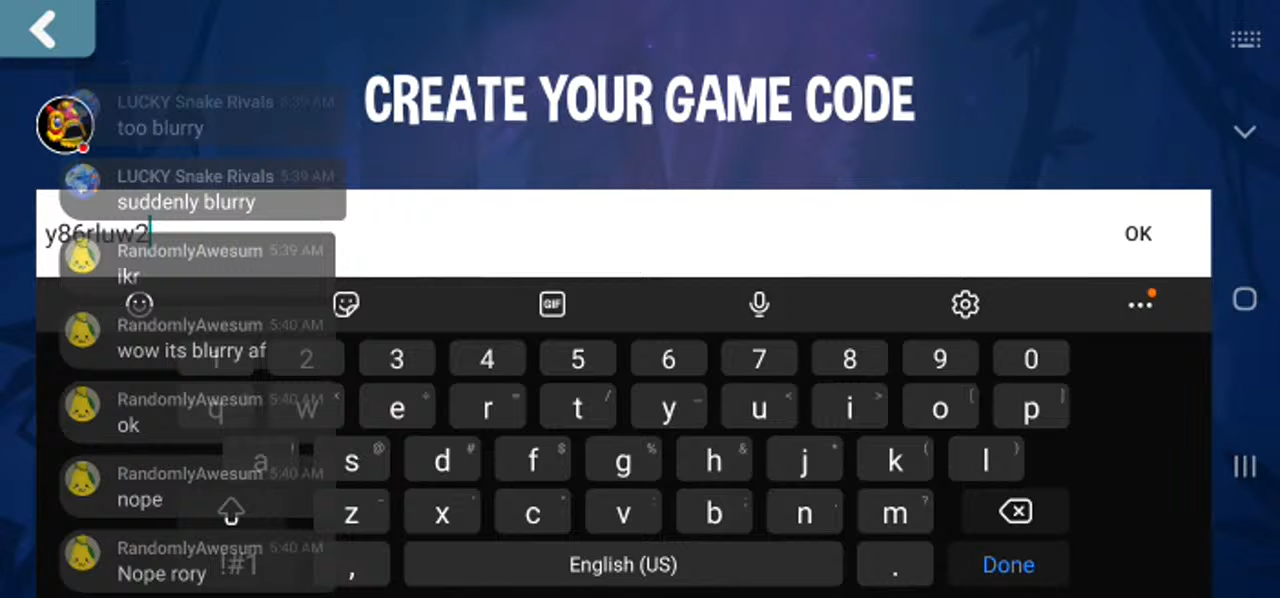 CREATE YOUR GAME CODE
LUCKY Snake Rivals 5:39 AM
too blurry
LUCKY Snake Rivals 5:39 AM
suddenly blurry
y86rluw2
OK
RandomlyAwesum 5:39 AM
ikr
GIF
RandomlyAwesum 5:40 AM
wow its blurry af
1 2 3 4 5 6 7 8 9 0
RandomlyAwesum 5:40 AM
ok
q w e r t y u i o p
a s d f g h j k l
RandomlyAwesum 5:40 AM
nope
z x c v b n m
RandomlyAwesum 5:40 AM
Nope rory
!#1 , English (US) . Done